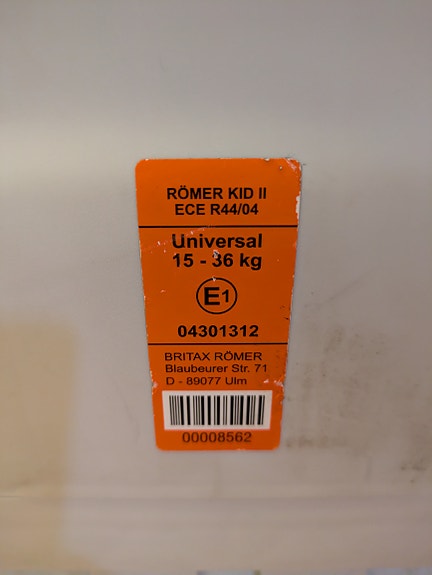 RÖMER KID II
ECE R44/04
Universal
15 - 36 kg
E1
04301312
BRITAX RÖMER
Blaubeurer Str. 71
D - 89077 Ulm
00008562